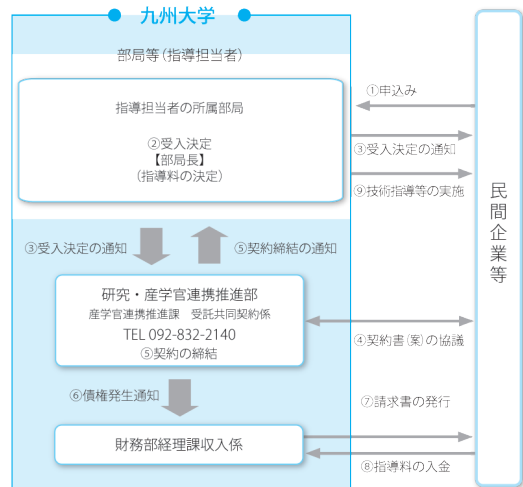 九州大学
部局等(指導担当者)
指導担当者の所属部局
②受入決定
【部局長】
(指導料の決定)
①申込み
③受入決定の通知
⑨技術指導等の実施
民間企業等
③受入決定の通知
⑤契約締結の通知
研究・産学官連携推進部
産学官連携推進課 受託共同契約係
TEL 092-832-2140
⑤契約の締結
④契約書(案)の協議
⑥債権発生通知
⑦請求書の発行
財務部経理課収入係
⑧指導料の入金